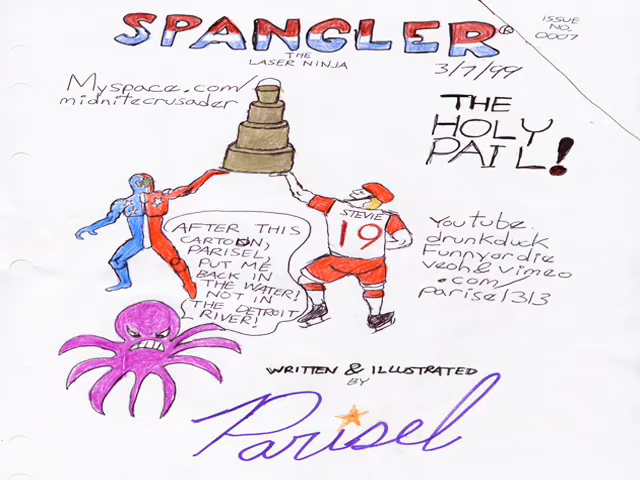 SPANGLER®
THE
LASER NINJA
ISSUE
NO.
0007
3/7/99
Myspace.com/
midnitecrusader
THE
HOLY
PAIL!
STEVIE
19
AFTER THIS
CARTOON,
PARISEL,
PUT ME
BACK IN
THE WATER!
NOT IN
THE DETROIT
RIVER!
YouTube.
drunkduck
Funnyordie
veoh & vimeo
.com/
parisel313
WRITTEN & ILLUSTRATED
BY
Parisel